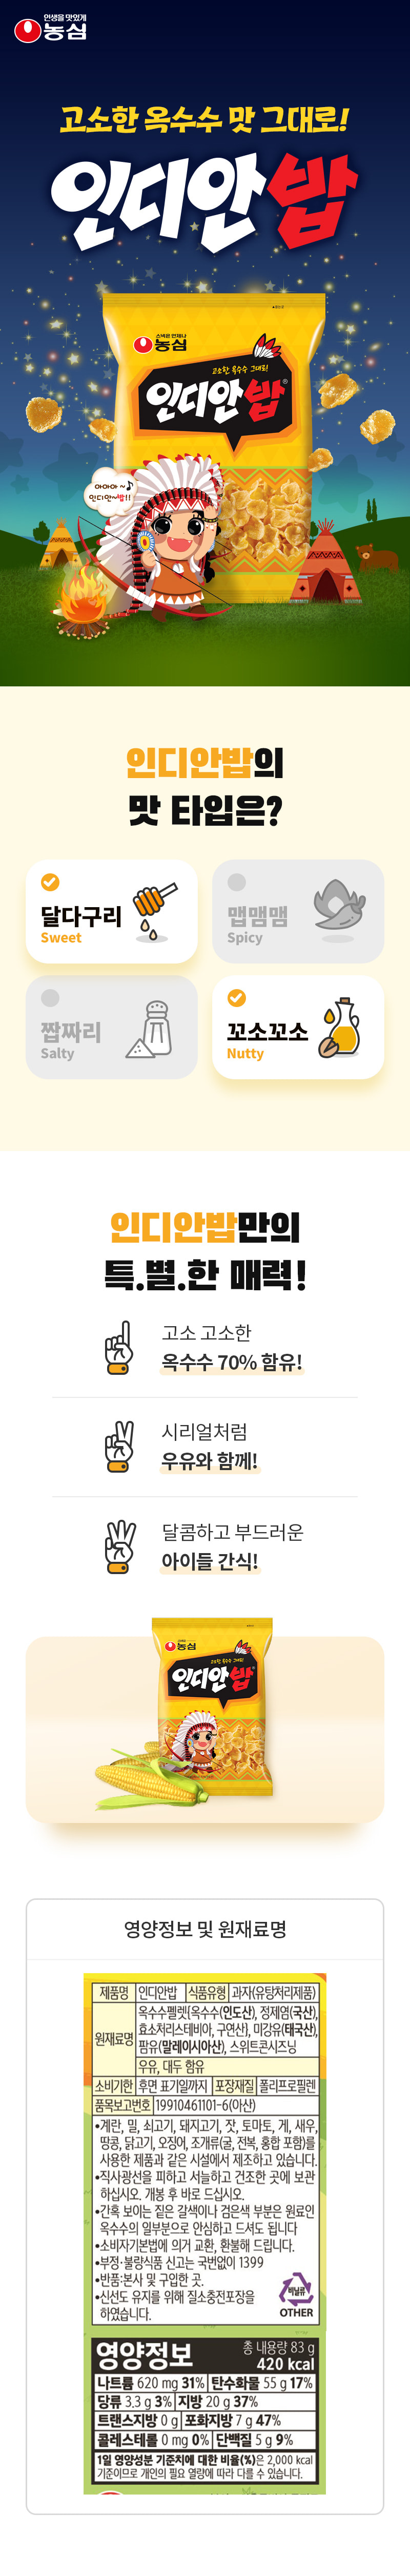 인생을 맛있게
농심
고소한 옥수수 맛 그대로!
인디안밥
스낵은 언제나
농심
고소한 옥수수 그대로!
인디안밥®
아아아~♪
인디안~밥!!
인디안밥의
맛 타입은?
달다구리
Sweet
맵맴맴
Spicy
짭짜리
Salty
꼬소꼬소
Nutty
인디안밥만의
특.별.한 매력!
고소 고소한
옥수수 70% 함유!
시리얼처럼
우유와 함께!
달콤하고 부드러운
아이들 간식!
농심
고소한 옥수수 그대로!
인디안밥
영양정보 및 원재료명
제품명 인디안밥 식품유형 과자(유탕처리제품)
원재료명 옥수수펠렛{옥수수(인도산), 정제염(국산),
효소처리스테비아, 구연산}, 미강유(태국산),
팜유(말레이시아산), 스위트콘시즈닝
우유, 대두 함유
소비기한 후면 표기일까지 포장재질 폴리프로필렌
품목보고번호 19910461101-6(아산)
•계란, 밀, 쇠고기, 돼지고기, 잣, 토마토, 게, 새우,
땅콩, 닭고기, 오징어, 조개류(굴, 전복, 홍합 포함)를
사용한 제품과 같은 시설에서 제조하고 있습니다.
•직사광선을 피하고 서늘하고 건조한 곳에 보관
하십시오. 개봉 후 바로 드십시오.
•간혹 보이는 짙은 갈색이나 검은색 부분은 원료인
옥수수의 일부분으로 안심하고 드셔도 됩니다
•소비자기본법에 의거 교환, 환불해 드립니다.
•부정·불량식품 신고는 국번없이 1399
•반품:본사 및 구입한 곳.
•신선도 유지를 위해 질소충전포장을
하였습니다.
비닐류
OTHER
영양정보 총 내용량 83 g
420 kcal
나트륨 620 mg 31% 탄수화물 55 g 17%
당류 3.3 g 3% 지방 20 g 37%
트랜스지방 0 g 포화지방 7 g 47%
콜레스테롤 0 mg 0% 단백질 5 g 9%
1일 영양성분 기준치에 대한 비율(%)은 2,000 kcal
기준이므로 개인의 필요 열량에 따라 다를 수 있습니다.